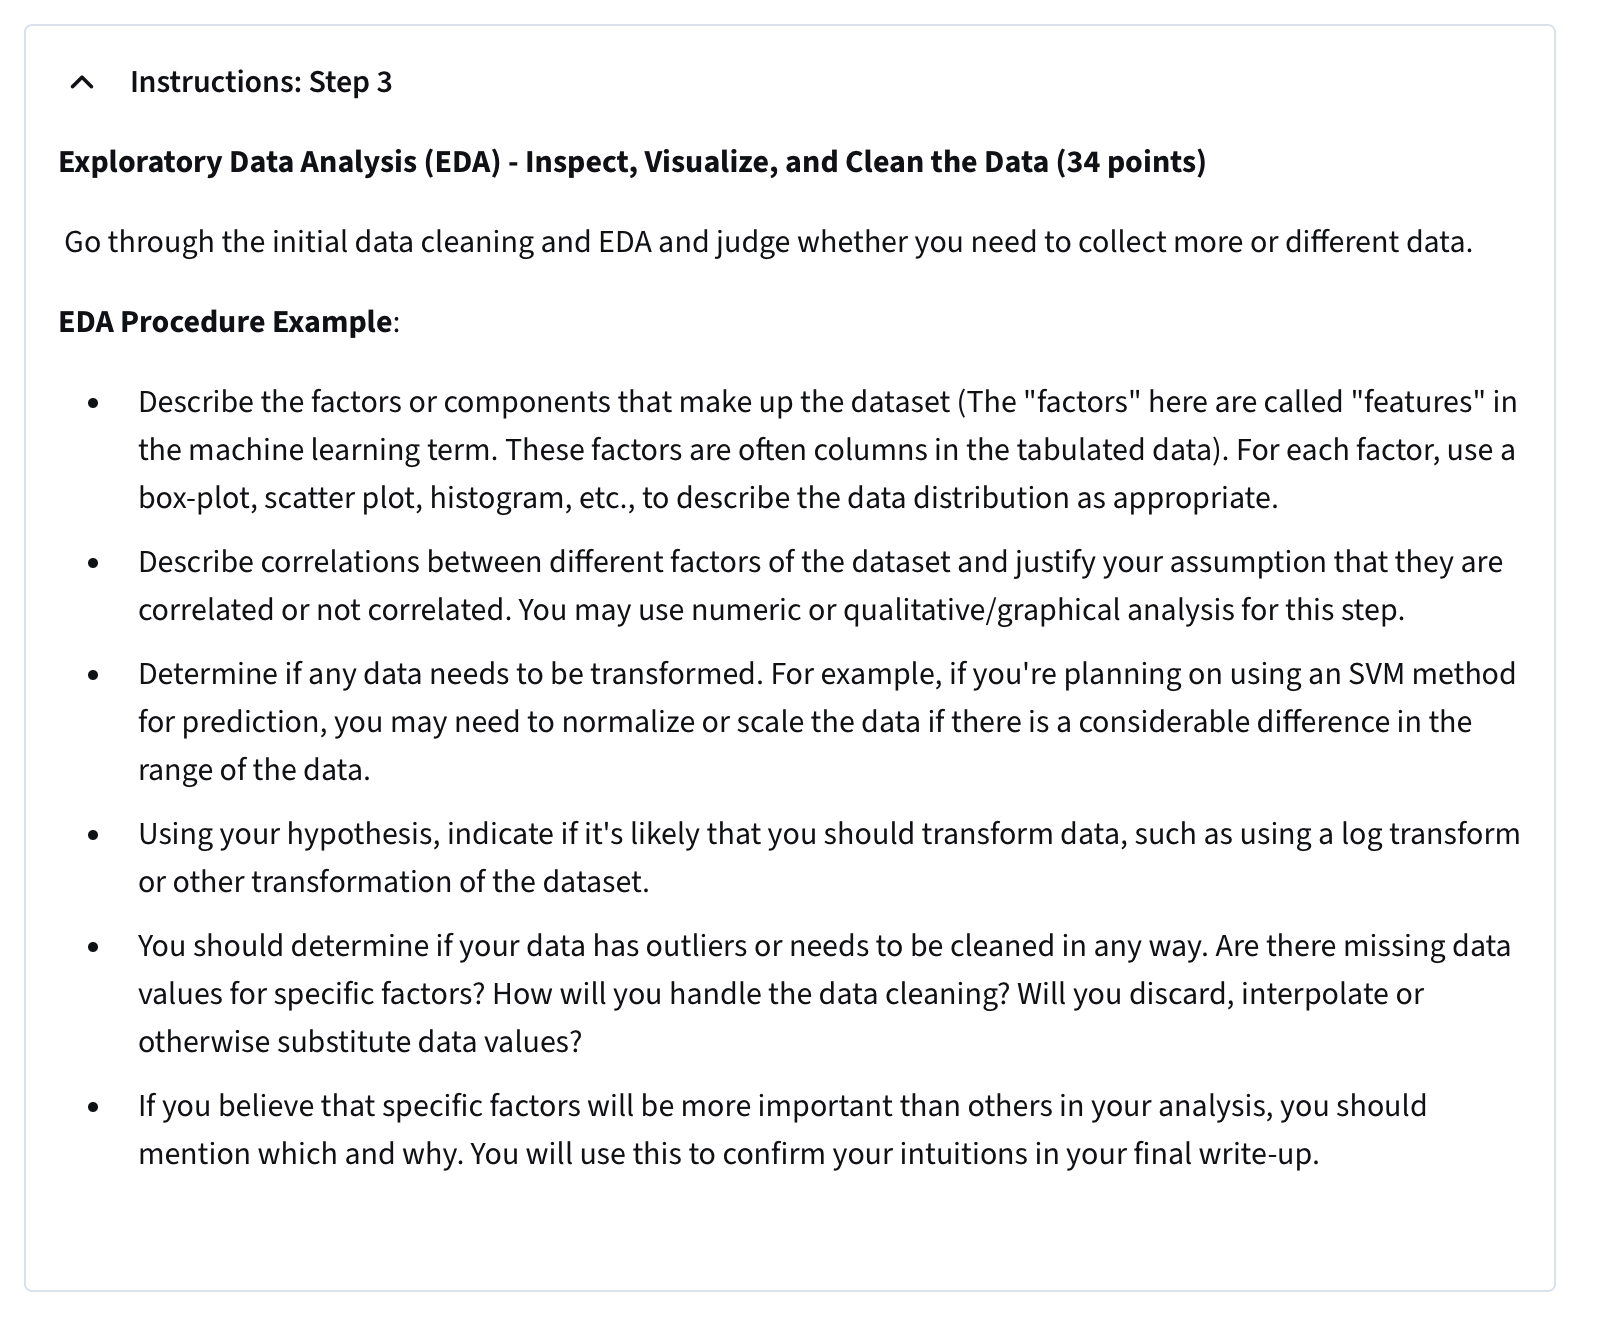 Instructions: Step 3
Exploratory Data Analysis (EDA) - Inspect, Visualize, and Clean the Data (34 points)
Go through the initial data cleaning and EDA and judge whether you need to collect more or different data.
EDA Procedure Example:
• Describe the factors or components that make up the dataset (The "factors" here are called "features" in
the machine learning term. These factors are often columns in the tabulated data). For each factor, use a
box-plot, scatter plot, histogram, etc., to describe the data distribution as appropriate.
• Describe correlations between different factors of the dataset and justify your assumption that they are
correlated or not correlated. You may use numeric or qualitative/graphical analysis for this step.
• Determine if any data needs to be transformed. For example, if you're planning on using an SVM method
for prediction, you may need to normalize or scale the data if there is a considerable difference in the
range of the data.
• Using your hypothesis, indicate if it's likely that you should transform data, such as using a log transform
or other transformation of the dataset.
• You should determine if your data has outliers or needs to be cleaned in any way. Are there missing data
values for specific factors? How will you handle the data cleaning? Will you discard, interpolate or
otherwise substitute data values?
• If you believe that specific factors will be more important than others in your analysis, you should
mention which and why. You will use this to confirm your intuitions in your final write-up.